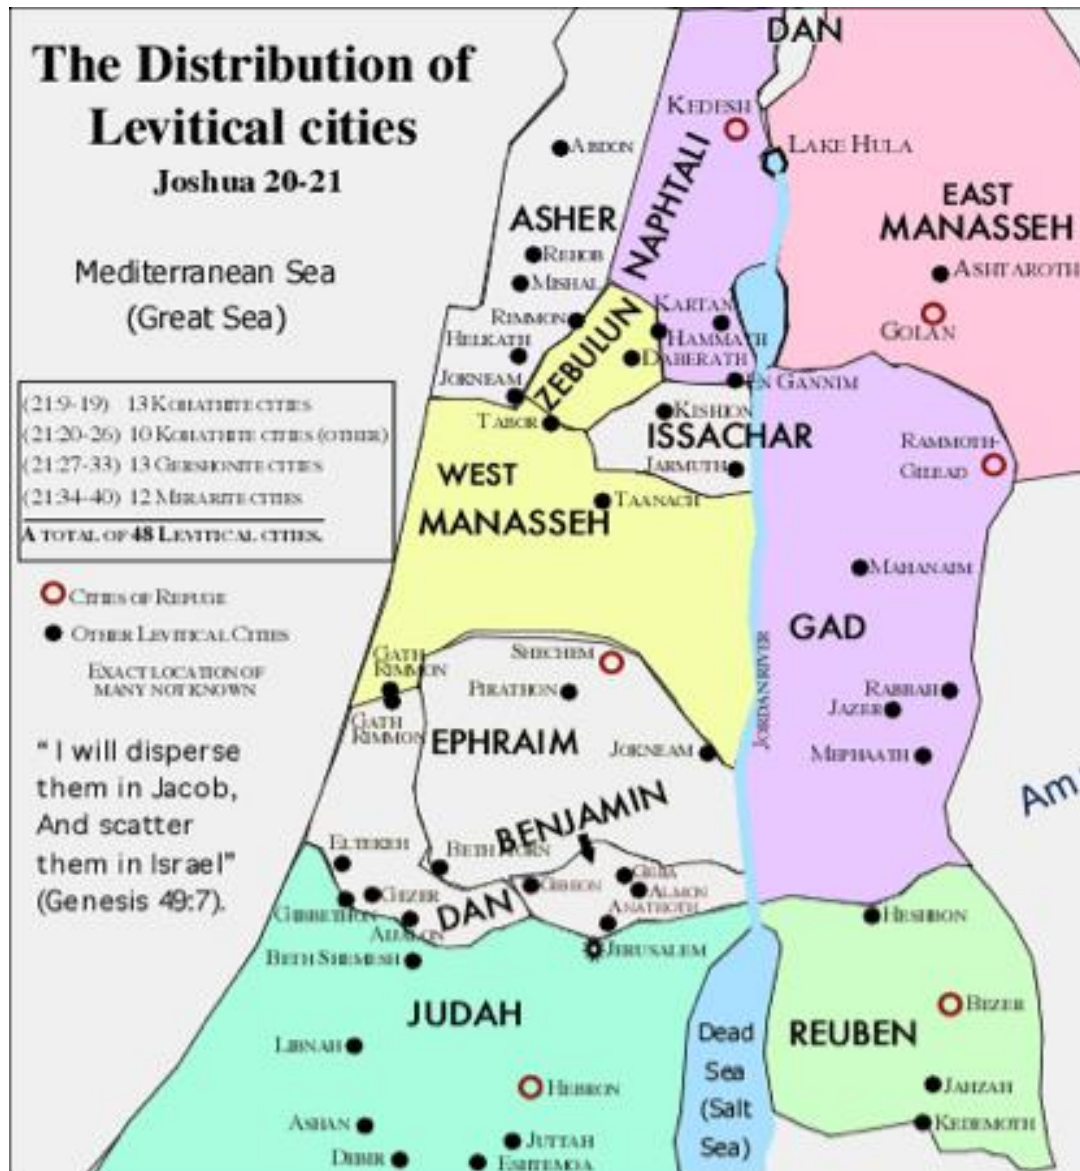 The Distribution of
Levitical cities
Joshua 20-21
Mediterranean Sea
(Great Sea)
(21:9-19) 13 KOHATHITE CITIES
(21:20-26) 10 KOHATHITE CITIES (OTHER)
(21:27-33) 13 GERSHONITE CITIES
(21:34-40) 12 MERARITE CITIES
A TOTAL OF 48 LEVITICAL CITIES.
CITIES OF REFUGE
OTHER LEVITICAL CITIES
EXACT LOCATION OF
MANY NOT KNOWN
“ I will disperse
them in Jacob,
And scatter
them in Israel”
(Genesis 49:7).
DAN
KEDESH
LAKE HULA
ABDON
NAPHTALI
ASHER
EAST
MANASSEH
REHOB
MISHAL
ASHTAROTH
GOLAN
RIMMON
KARTAN
HAMMATH
HELKATH
ZEBULUN
DABERATH
JOKNEAM
EN GANNIM
TABOR
KISHION
ISSACHAR
RAMMOTH-
GILEAD
JARMUTH
WEST
MANASSEH
TAANACH
MAHANAIM
GAD
SHECHEM
GATH
RIMMON
PIRATHON
RABBAH
JAZER
GATH
RIMMON
EPHRAIM
JOKNEAM
JORDAN RIVER
MEPHAATH
Am
BENJAMIN
ELTEKEH
GIBEON
GEBA
ALMON
ANATHOTH
GEZER
GIBBETHON
DAN
AIJALON
HESHBON
BETH SHEMESH
JERUSALEM
JUDAH
BEZER
REUBEN
Dead
Sea
(Salt
Sea)
LIBNAH
HEBRON
JAHZAH
ASHAN
JUTTAH
KEDEMOTH
DEBIR
ESHTEMOA